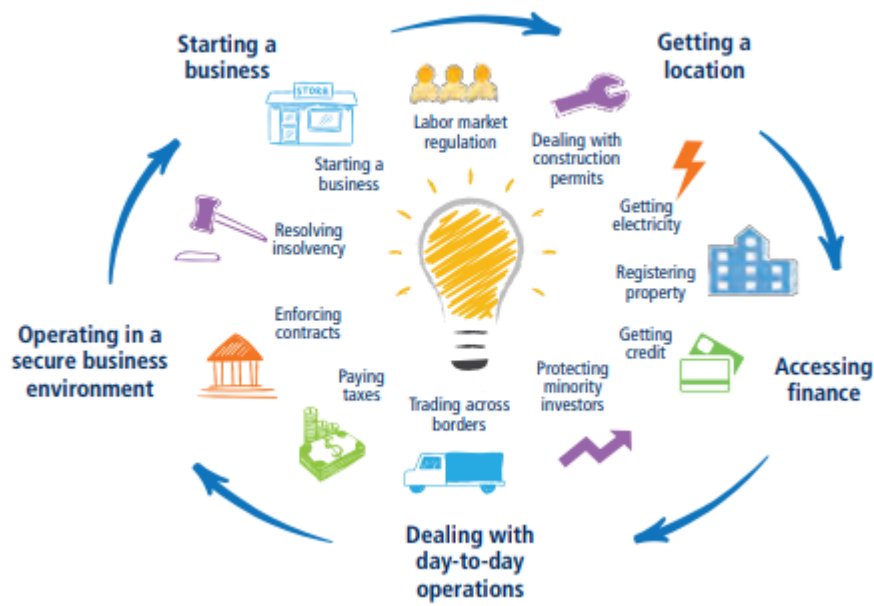 Starting a
business
Getting a
location
STORE
Labor market
regulation
Dealing with
construction
permits
Starting a
business
Getting
electricity
Resolving
insolvency
Registering
property
Enforcing
contracts
Getting
credit
Operating in a
secure business
environment
Accessing
finance
Protecting
minority
investors
Paying
taxes
Trading across
borders
$
Dealing with
day-to-day
operations